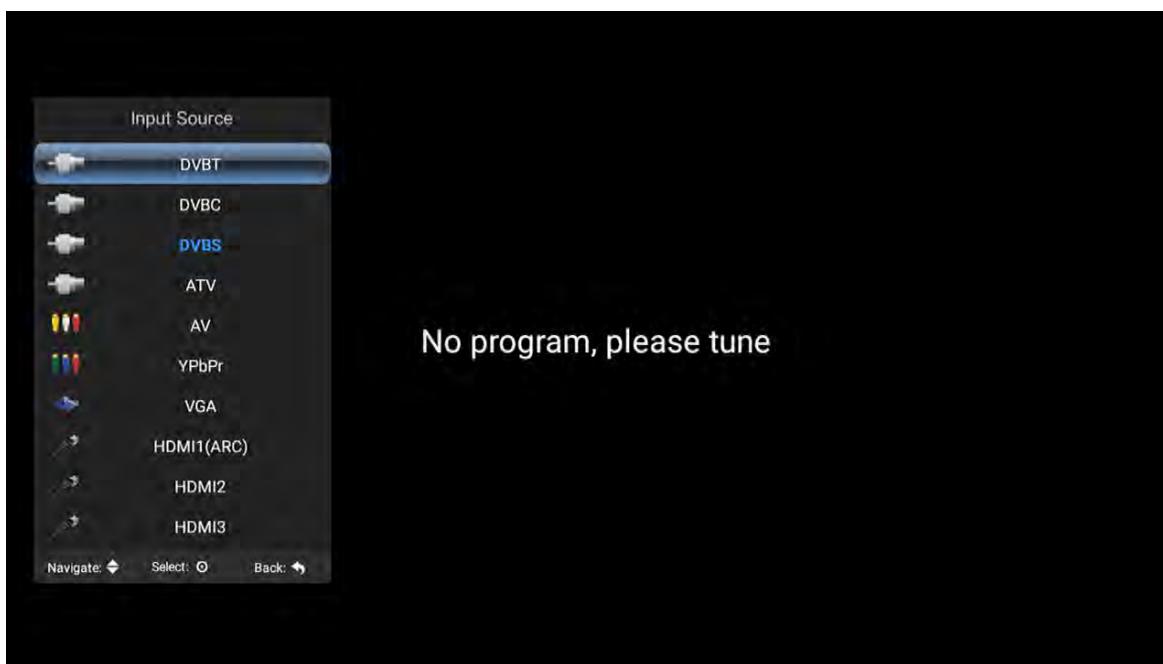 Input Source
DVBT
DVBC
DVBS
ATV
AV
YPbPr
VGA
HDMI1(ARC)
HDMI2
HDMI3
Navigate: Select: Back:
No program, please tune